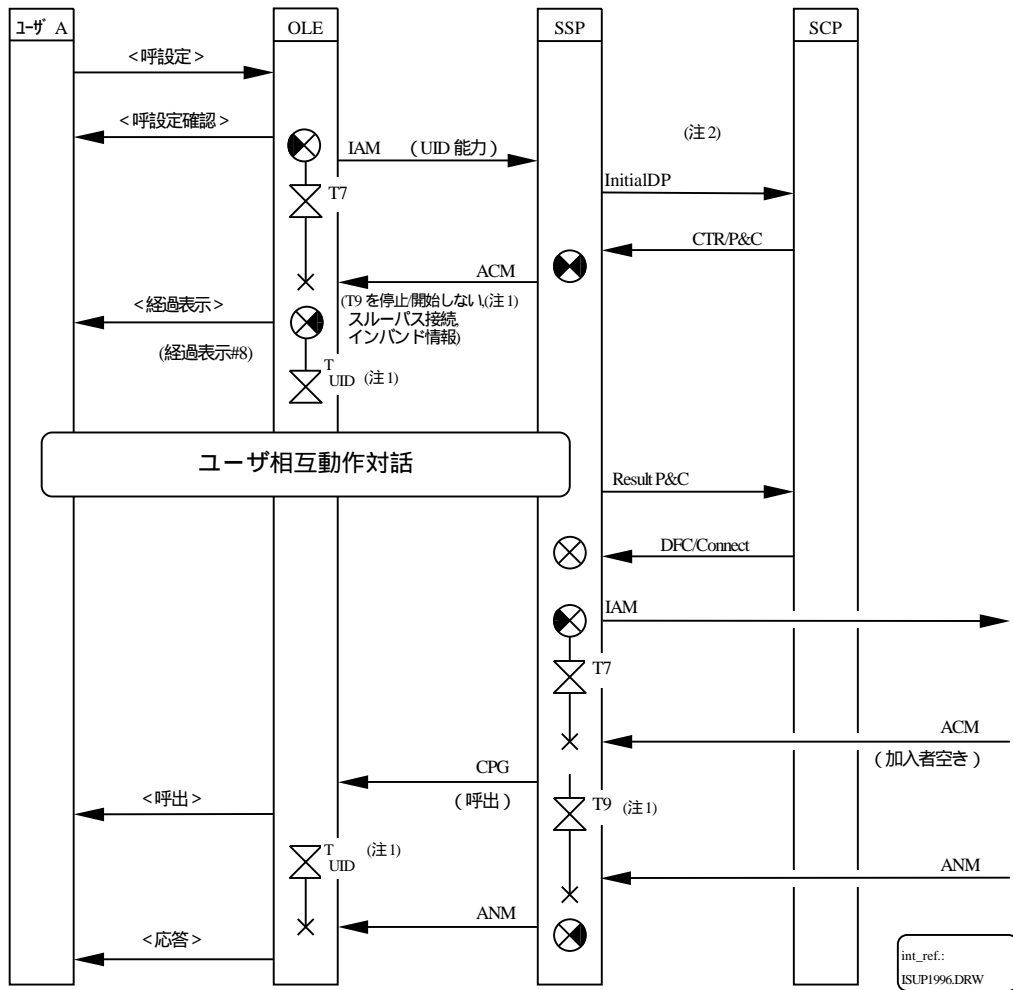 ﾕｰｻﾞ A
OLE
SSP
SCP
<呼設定>
<呼設定確認>
IAM (UID 能力)
(注 2)
InitialDP
T7
CTR/P&C
ACM
<経過表示>
(T9 を停止/開始しない,(注 1)
スルーパス接続,
インバンド情報)
(経過表示#8)
T UID (注 1)
ユーザ相互動作対話
Result P&C
DFC/Connect
IAM
T7
ACM
(加入者空き)
CPG
(呼出)
<呼出>
T9 (注 1)
T UID (注 1)
ANM
ANM
<応答>
int_ref.:
ISUP1996.DRW